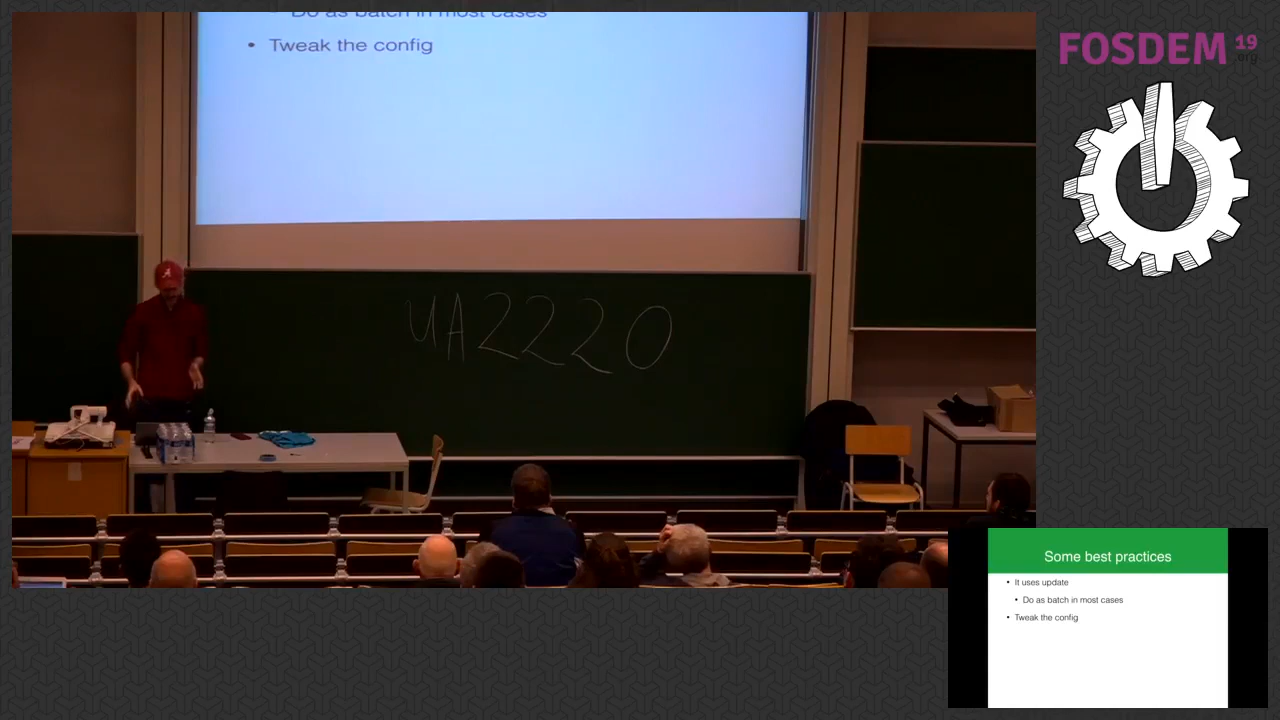 Do as batch in most cases
• Tweak the config
UA2220
FOSDEM 19
.org
Some best practices
• It uses update
• Do as batch in most cases
• Tweak the config